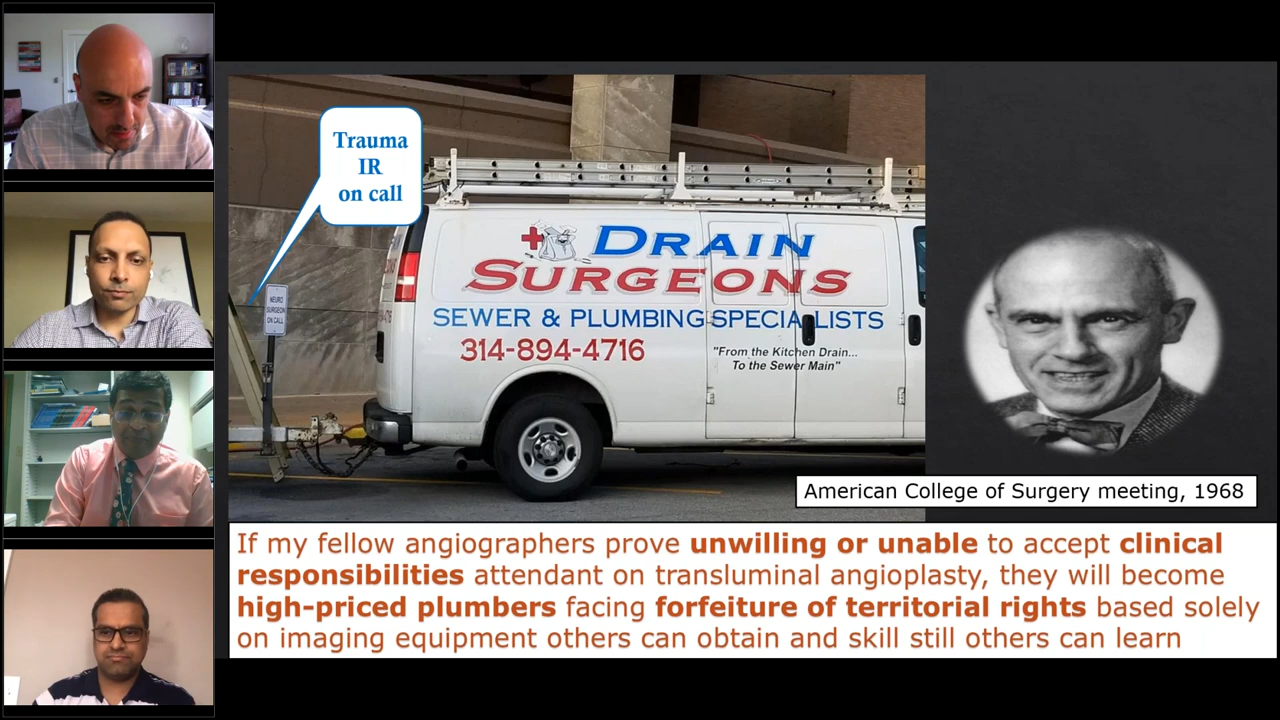 Trauma
IR
on call
DRAIN
SURGEONS
SEWER & PLUMBING SPECIALISTS
314-894-4716
"From the Kitchen Drain...
To the Sewer Main"
NEURO
SURGEON
ON CALL
American College of Surgery meeting, 1968
If my fellow angiographers prove unwilling or unable to accept clinical
responsibilities attendant on transluminal angioplasty, they will become
high-priced plumbers facing forfeiture of territorial rights based solely
on imaging equipment others can obtain and skill still others can learn